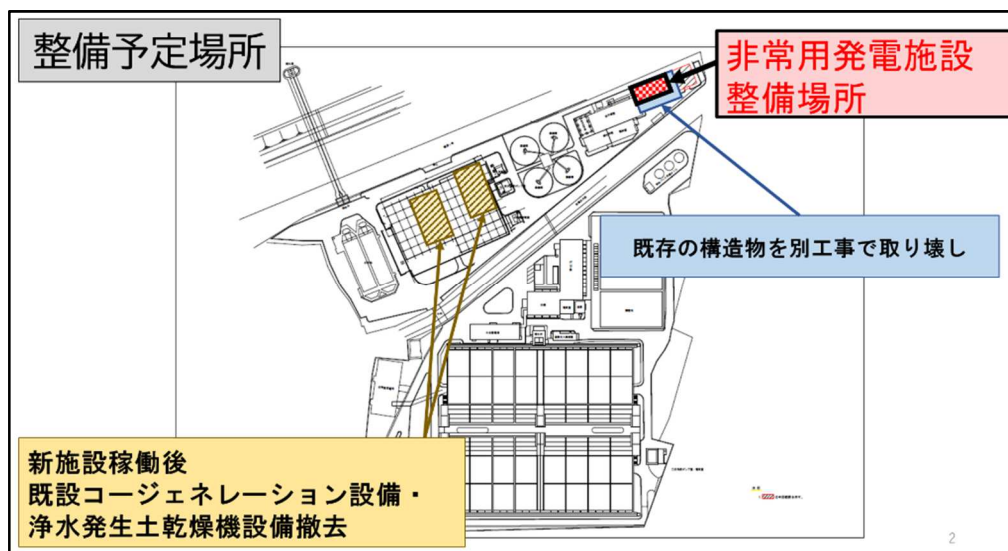 整備予定場所
非常用発電施設
整備場所
既存の構造物を別工事で取り壊し
新施設稼働後
既設コージェネレーション設備・
浄水発生土乾燥機設備撤去
2